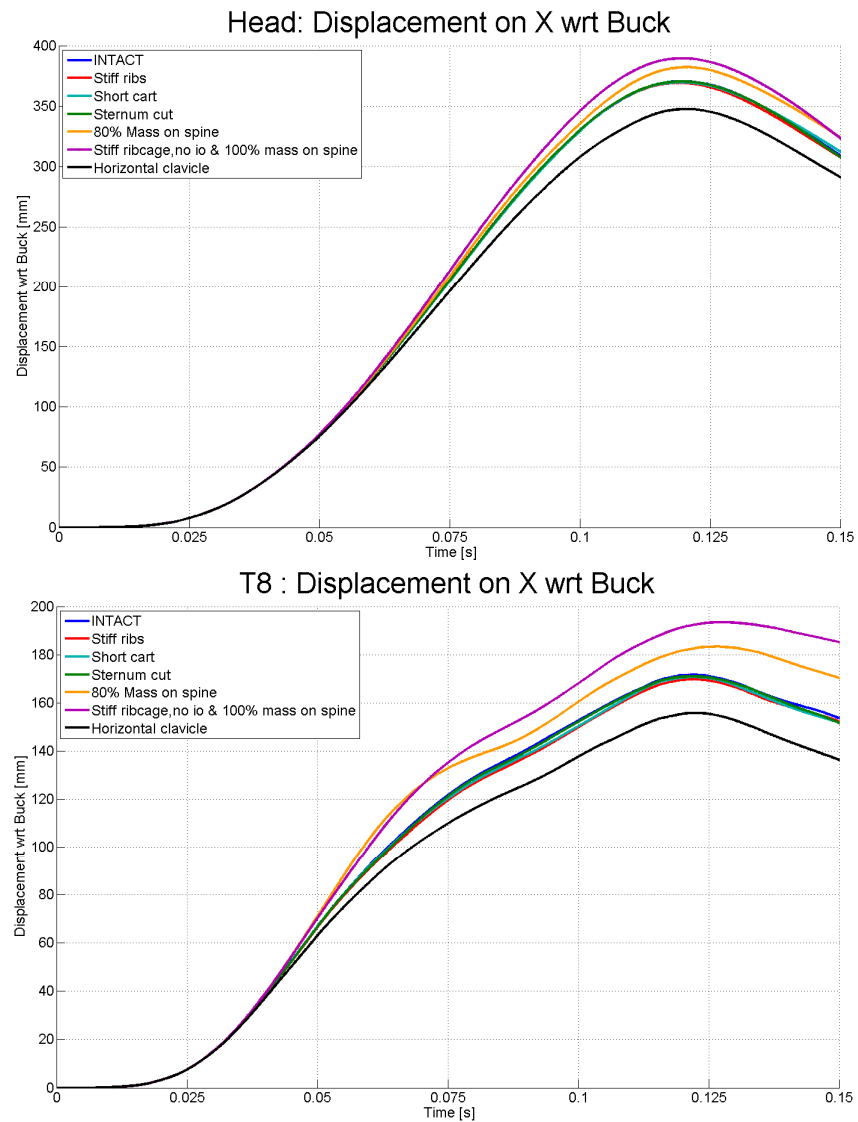 Head: Displacement on X wrt Buck
400
350
300
250
200
150
100
50
0
Displacement wrt Buck [mm]
INTACT
Stiff ribs
Short cart
Sternum cut
80% Mass on spine
Stiff ribcage,no io & 100% mass on spine
Horizontal clavicle
0 0.025 0.05 0.075 0.1 0.125 0.15
Time [s]
T8 : Displacement on X wrt Buck
200
180
160
140
120
100
80
60
40
20
0
Displacement wrt Buck [mm]
INTACT
Stiff ribs
Short cart
Sternum cut
80% Mass on spine
Stiff ribcage,no io & 100% mass on spine
Horizontal clavicle
0 0.025 0.05 0.075 0.1 0.125 0.15
Time [s]